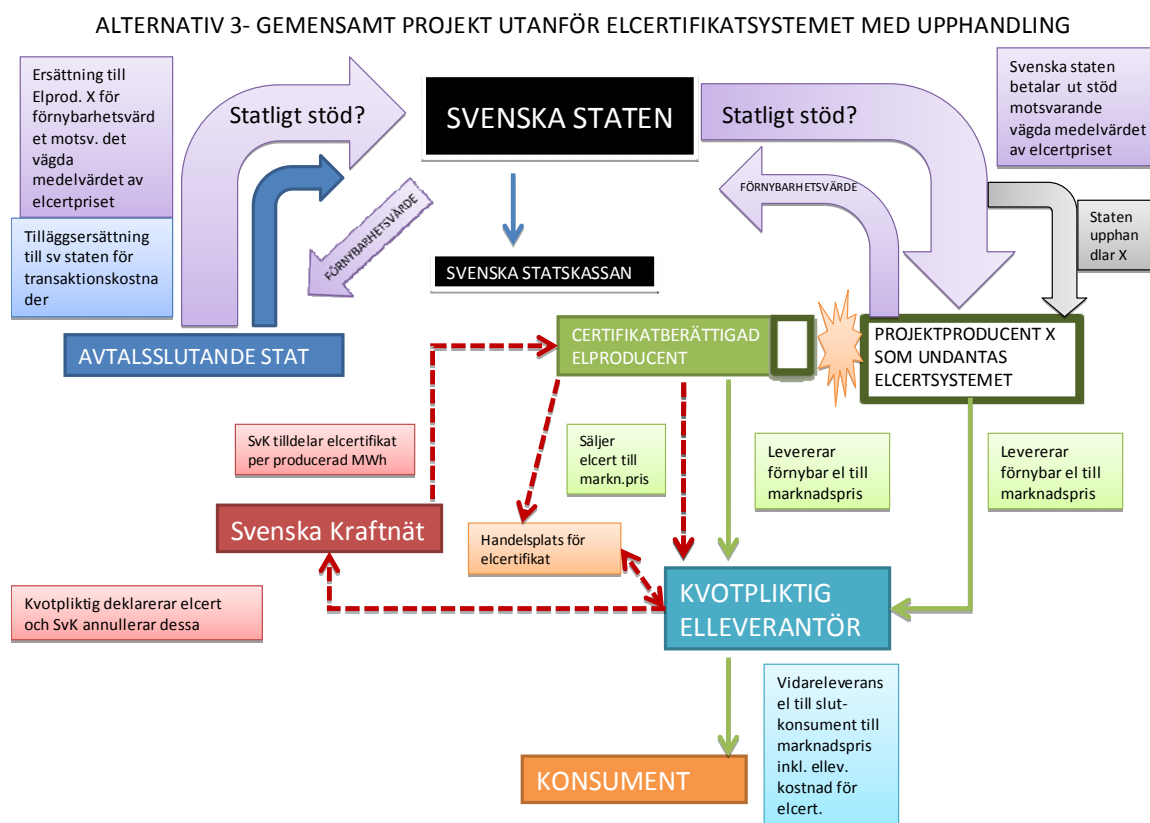 ALTERNATIV 3- GEMENSAMT PROJEKT UTANFÖR ELCERTIFIKATSYSTEMET MED UPPHANDLING
Ersättning till
Elprod. X för
förnybarhetsvärd
et motsv. det
vägda
medelvärdet av
elcertpriset
Statligt stöd?
SVENSKA STATEN
Statligt stöd?
Svenska staten
betalar ut stöd
motsvarande
vägda medelvärdet
av elcertpriset
FÖRNYBARHETSVÄRDE
FÖRNYBARHETSVÄRDE
Staten
upphan
dlar X
Tilläggsersättning
till sv staten för
transaktionskostna
der
SVENSKA STATSKASSAN
AVTALSSLUTANDE STAT
CERTIFIKATBERÄTTIGAD
ELPRODUCENT
PROJEKTPRODUCENT X
SOM UNDANTAS
ELCERTSYSTEMET
SvK tilldelar elcertifikat
per producerad MWh
Säljer
elcert till
markn.pris
Levererar
förnybar el till
marknadspris
Levererar
förnybar el till
marknadspris
Svenska Kraftnät
Handelsplats för
elcertifikat
Kvotpliktig deklarerar elcert
och SvK annullerar dessa
KVOTPLIKTIG
ELLEVERANTÖR
Vidareleverans
el till slut-
konsument till
marknadspris
inkl. ellev.
kostnad för
elcert.
KONSUMENT